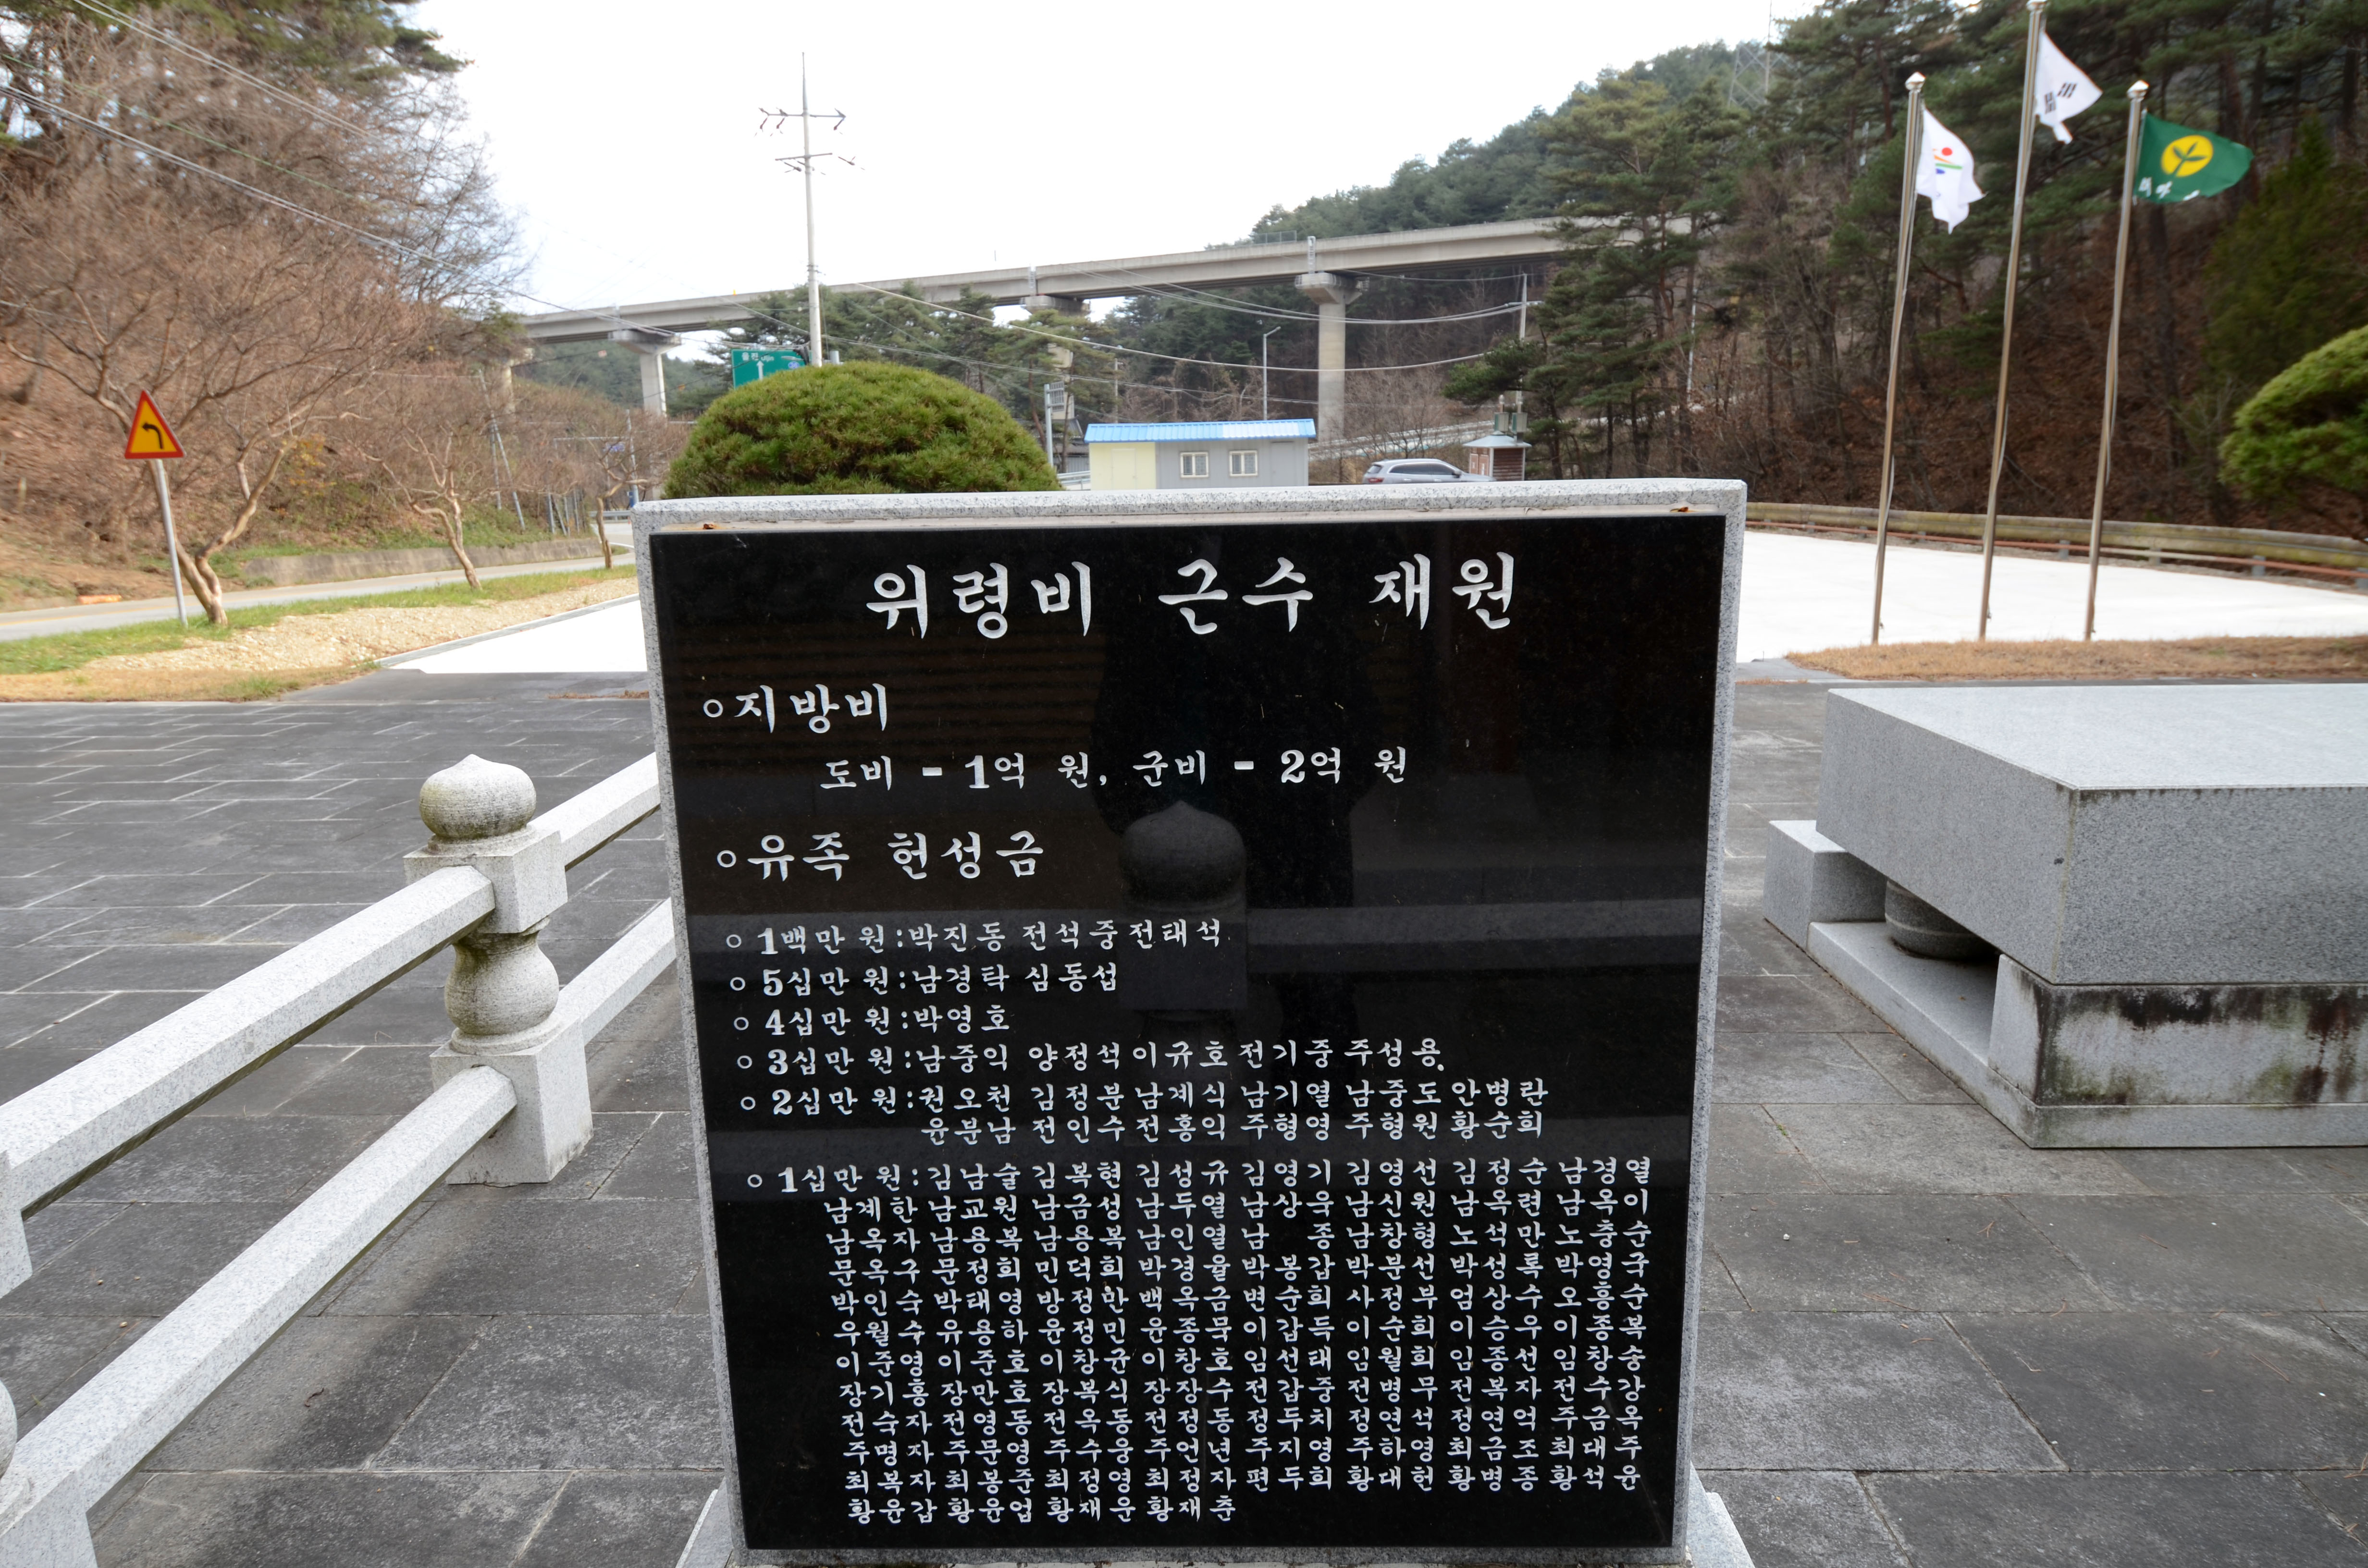 울진
위령비 근수 재원
○지방비
도비 - 1억 원, 군비 - 2억 원
○유족 헌성금
○ 1백만 원:박진동 전석중 전태석
○ 5십만 원:남경탁 심동섭
○ 4십만 원:박영호
○ 3십만 원:남중익 양정석 이규호 전기중 주성용.
○ 2십만 원:권오천 김정분 남계식 남기열 남중도 안병란
윤분남 전인수 전홍익 주형영 주형원 황순희
○ 1십만 원:김남술 김복현 김성규 김영기 김영선 김정순 남경열
남계한 남교원 남금성 남두열 남상욱 남신원 남옥련 남옥이
남옥자 남용복 남용복 남인열 남 종 남창형 노석만 노충순
문옥구 문정희 민덕희 박경율 박봉갑 박분선 박성록 박영국
박인숙 박태영 방정만 백옥금 변순희 사정부 엄상수 오흥순
우월수 유용하 윤정민 윤종묵 이갑득 이순희 이승우 이종복
이준영 이준호 이창균 이창호 임선태 임월희 임종선 임창송
장기홍 장만호 장복식 장장수 전갑중 전병무 전복자 전수강
전숙자 전영동 전옥동 전정동 정두치 정연석 정연억 주금옥
주명자 주문영 주수웅 주언년 주지영 주하영 최금조 최대주
최복자 최봉준 최정영 최정자 편두희 황대헌 황병종 황석윤
황윤갑 황윤업 황재운 황재춘